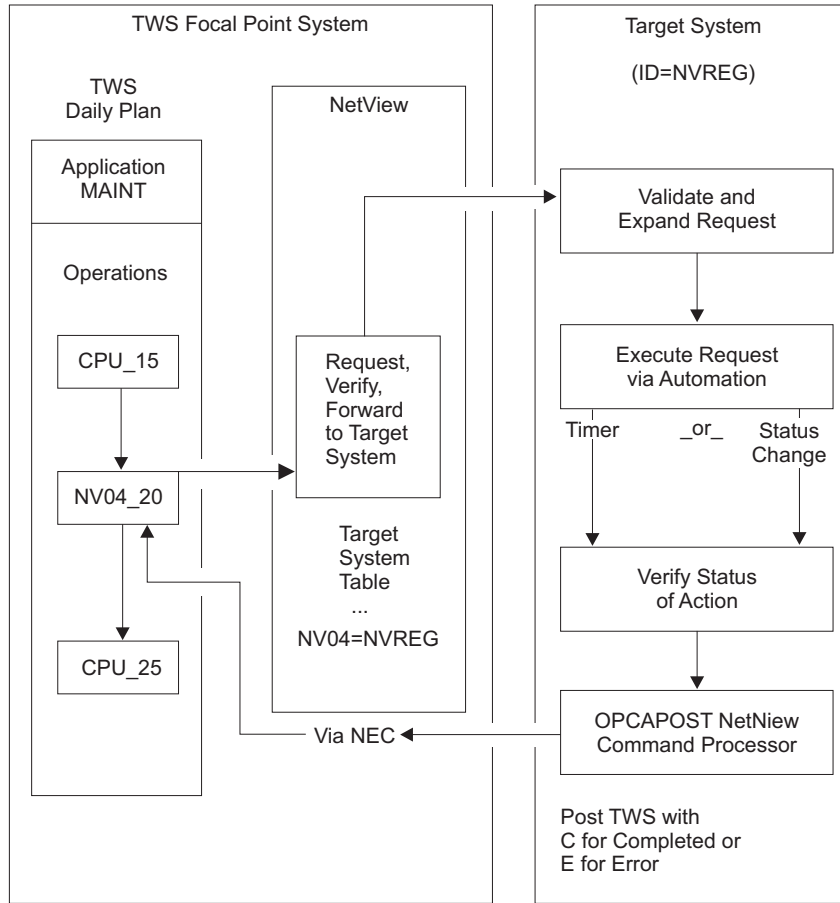 TWS Focal Point System
TWS
Daily Plan
Application
MAINT
Operations
CPU_15
NV04_20
CPU_25
NetView
Request,
Verify,
Forward
to Target
System
Target
System
Table
...
NV04=NVREG
Via NEC
Target System
(ID=NVREG)
Validate and
Expand Request
Execute Request
via Automation
Timer
_or_
Status
Change
Verify Status
of Action
OPCAPOST NetNiew
Command Processor
Post TWS with
C for Completed or
E for Error